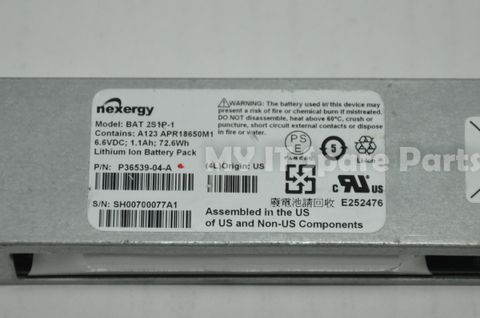 nexergy
Model: BAT 2S1P-1
Contains: A123 APR18650M1
6.6VDC; 1.1Ah; 72.6Wh
Lithium Ion Battery Pack
P/N: P36539-04-A
(4L)Origin: US
S/N: SH00700077A1
WARNING: The battery used in this device may
present a risk of fire or chemical burn if mistreated.
DO NOT disassemble, heat above 60°C, crush or
puncture, short circuit external contacts or dispose
in fire or water.
PS
E
5
Li-ion
廢電池請回收
c RU us
E252476
Assembled in the US
of US and Non-US Components
MY IT Spare Parts